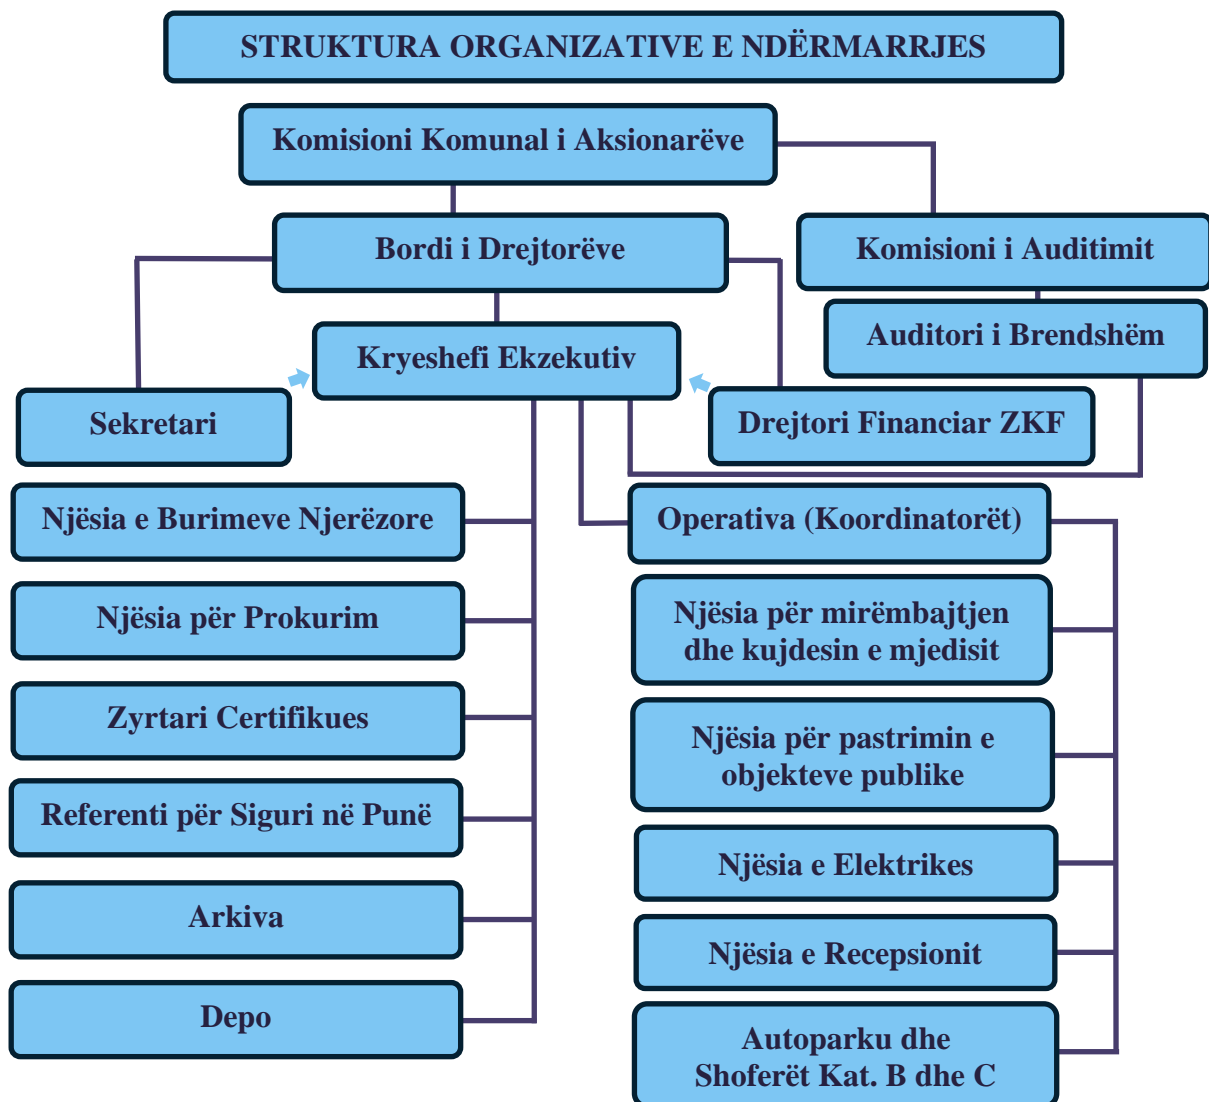 STRUKTURA ORGANIZATIVE E NDËRMARRJES
Komisioni Komunal i Aksionarëve
Bordi i Drejtorëve
Komisioni i Auditimit
Auditori i Brendshëm
Kryeshefi Ekzekutiv
Sekretari
Drejtori Financiar ZKF
Njësia e Burimeve Njerëzore
Njësia për Prokurim
Zyrtari Certifikues
Referenti për Siguri në Punë
Arkiva
Depo
Operativa (Koordinatorët)
Njësia për mirëmbajtjen
dhe kujdesin e mjedisit
Njësia për pastrimin e
objekteve publike
Njësia e Elektrikes
Njësia e Recepsionit
Autoparku dhe
Shoferët Kat. B dhe C